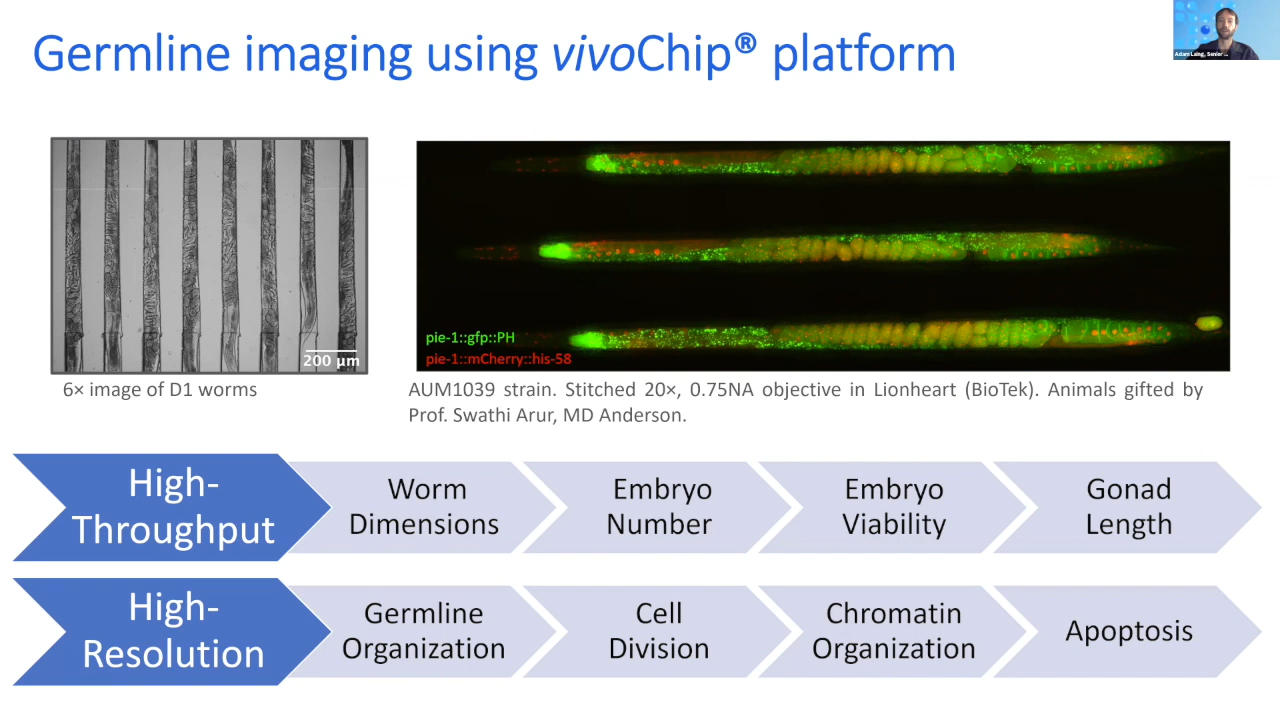 Germline imaging using vivoChip® platform
Adam Laing, Senior ...
200 µm
pie-1::gfp::PH
pie-1::mCherry::his-58
6× image of D1 worms
AUM1039 strain. Stitched 20×, 0.75NA objective in Lionheart (BioTek). Animals gifted by
Prof. Swathi Arur, MD Anderson.
High-
Throughput
Worm
Dimensions
Embryo
Number
Embryo
Viability
Gonad
Length
High-
Resolution
Germline
Organization
Cell
Division
Chromatin
Organization
Apoptosis